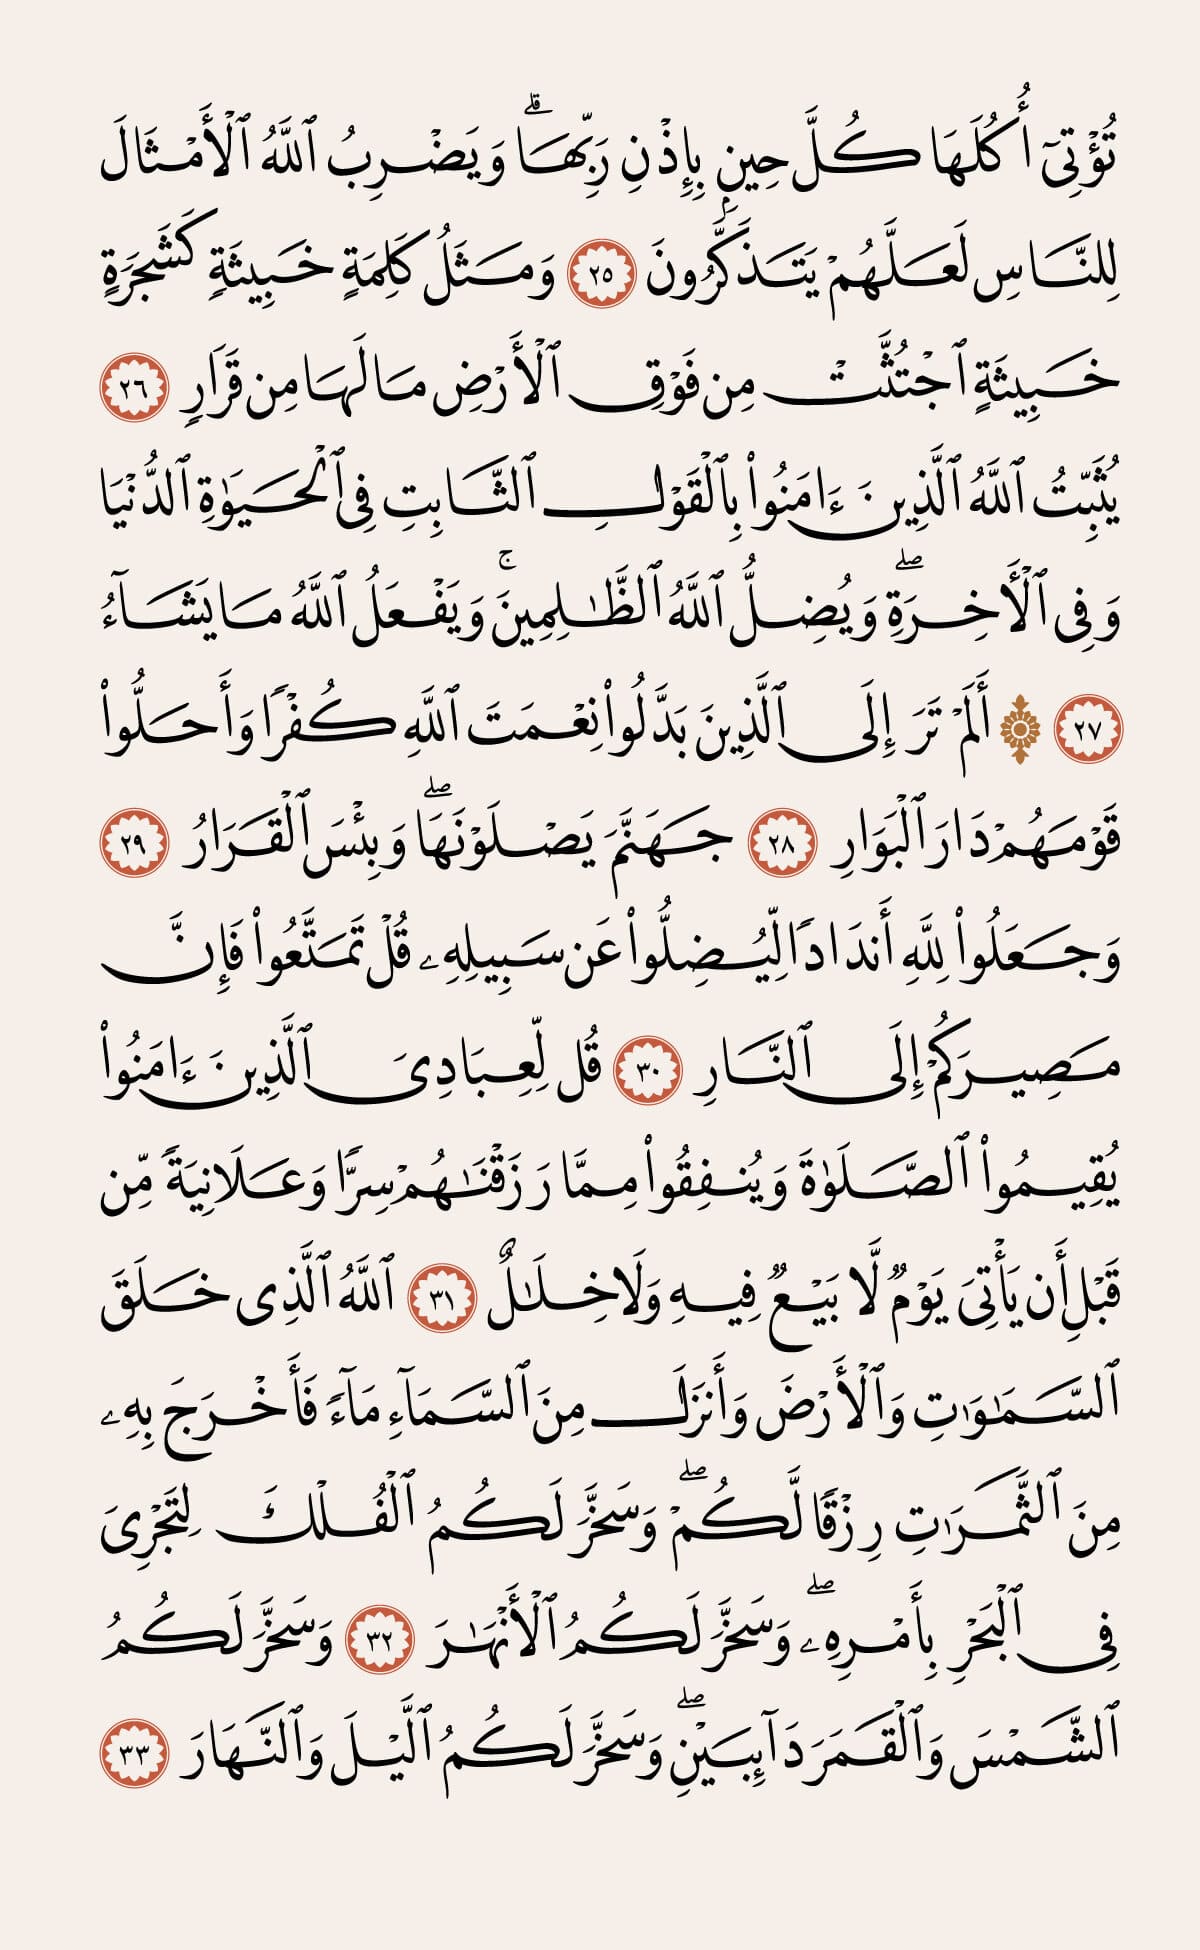 تُؤْتِىٓ أُكُلَهَا كُلَّ حِينٍۭ بِإِذْنِ رَبِّهَا ۗ وَيَضْرِبُ ٱللَّهُ ٱلْأَمْثَالَ
لِلنَّاسِ لَعَلَّهُمْ يَتَذَكَّرُونَ ٢٥ وَمَثَلُ كَلِمَةٍ خَبِيثَةٍ كَشَجَرَةٍ
خَبِيثَةٍ ٱجْتُثَّتْ مِن فَوْقِ ٱلْأَرْضِ مَا لَهَا مِن قَرَارٍ ٢٦
يُثَبِّتُ ٱللَّهُ ٱلَّذِينَ ءَامَنُوا۟ بِٱلْقَوْلِ ٱلثَّابِتِ فِى ٱلْحَيَوٰةِ ٱلدُّنْيَا
وَفِى ٱلْـَٔاخِرَةِ ۖ وَيُضِلُّ ٱللَّهُ ٱلظَّـٰلِمِينَ ۚ وَيَفْعَلُ ٱللَّهُ مَا يَشَآءُ
٢٧ ۞ أَلَمْ تَرَ إِلَى ٱلَّذِينَ بَدَّلُوا۟ نِعْمَتَ ٱللَّهِ كُفْرًا وَأَحَلُّوا۟
قَوْمَهُمْ دَارَ ٱلْبَوَارِ ٢٨ جَهَنَّمَ يَصْلَوْنَهَا ۖ وَبِئْسَ ٱلْقَرَارُ ٢٩
وَجَعَلُوا۟ لِلَّهِ أَندَادًا لِّيُضِلُّوا۟ عَن سَبِيلِهِۦ ۗ قُلْ تَمَتَّعُوا۟ فَإِنَّ
مَصِيرَكُمْ إِلَى ٱلنَّارِ ٣٠ قُل لِّعِبَادِىَ ٱلَّذِينَ ءَامَنُوا۟
يُقِيمُوا۟ ٱلصَّلَوٰةَ وَيُنفِقُوا۟ مِمَّا رَزَقْنَـٰهُمْ سِرًّا وَعَلَانِيَةً مِّن
قَبْلِ أَن يَأْتِىَ يَوْمٌ لَّا بَيْعٌ فِيهِ وَلَا خِلَـٰلٌ ٣١ ٱللَّهُ ٱلَّذِى خَلَقَ
ٱلسَّمَـٰوَٰتِ وَٱلْأَرْضَ وَأَنزَلَ مِنَ ٱلسَّمَآءِ مَآءً فَأَخْرَجَ بِهِۦ
مِنَ ٱلثَّمَرَٰتِ رِزْقًا لَّكُمْ ۖ وَسَخَّرَ لَكُمُ ٱلْفُلْكَ لِتَجْرِىَ
فِى ٱلْبَحْرِ بِأَمْرِهِۦ ۖ وَسَخَّرَ لَكُمُ ٱلْأَنْهَـٰرَ ٣٢ وَسَخَّرَ لَكُمُ
ٱلشَّمْسَ وَٱلْقَمَرَ دَآئِبَيْنِ ۖ وَسَخَّرَ لَكُمُ ٱلَّيْلَ وَٱلنَّهَارَ ٣٣